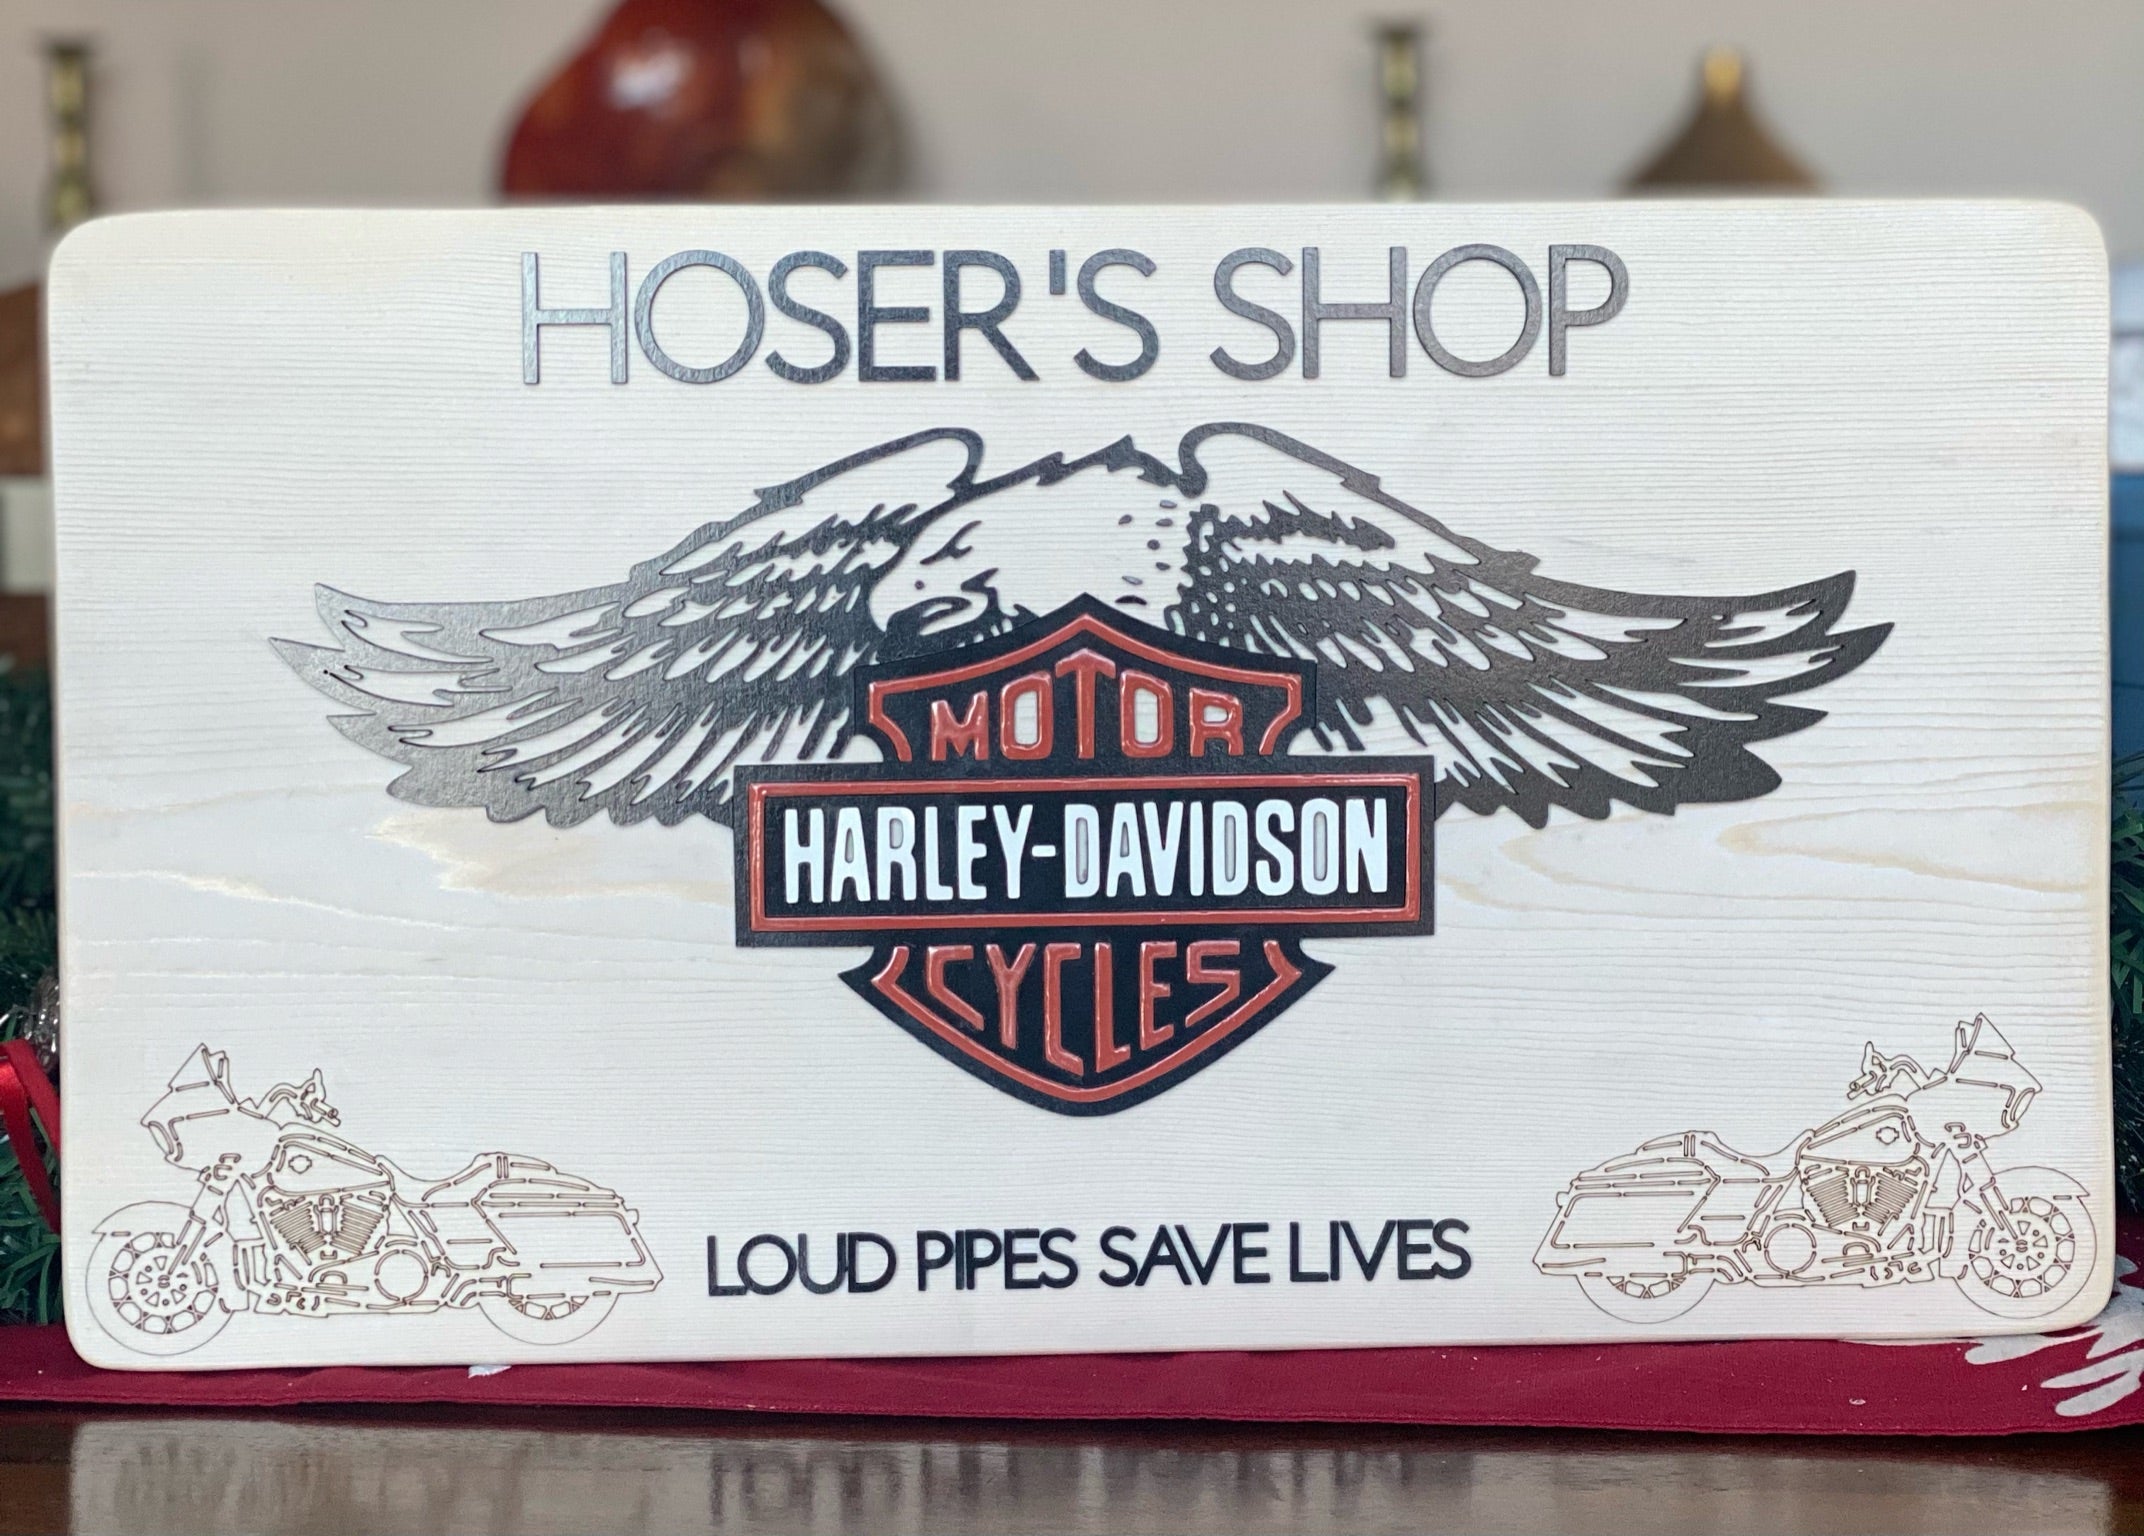 HOSER'S SHOP
MOTOR
HARLEY-DAVIDSON
CYCLES
LOUD PIPES SAVE LIVES